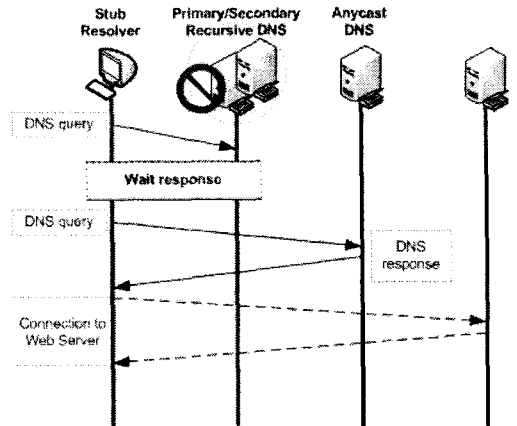 Stub
Resolver
Primary/Secondary
Recursive DNS
Anycast
DNS
DNS query
Wait response
DNS query
DNS
response
Connection to
Web Server